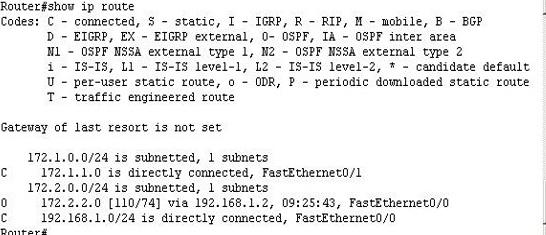 Router#show ip route
Codes: C - connected, S - static, I - IGRP, R - RIP, M - mobile, B - BGP
D - EIGRP, EX - EIGRP external, O- OSPF, IA - OSPF inter area
N1 - OSPF NSSA external type 1, N2 - OSPF NSSA external type 2
i - IS-IS, L1 - IS-IS level-1, L2 - IS-IS level-2, * - candidate default
U - per-user static route, o - ODR, P - periodic downloaded static route
T - traffic engineered route
Gateway of last resort is not set
172.1.0.0/24 is subnetted, 1 subnets
C 172.1.1.0 is directly connected, FastEthernet0/1
172.2.0.0/24 is subnetted, 1 subnets
O 172.2.2.0 [110/74] via 192.168.1.2, 09:25:43, FastEthernet0/0
C 192.168.1.0/24 is directly connected, FastEthernet0/0
Router#